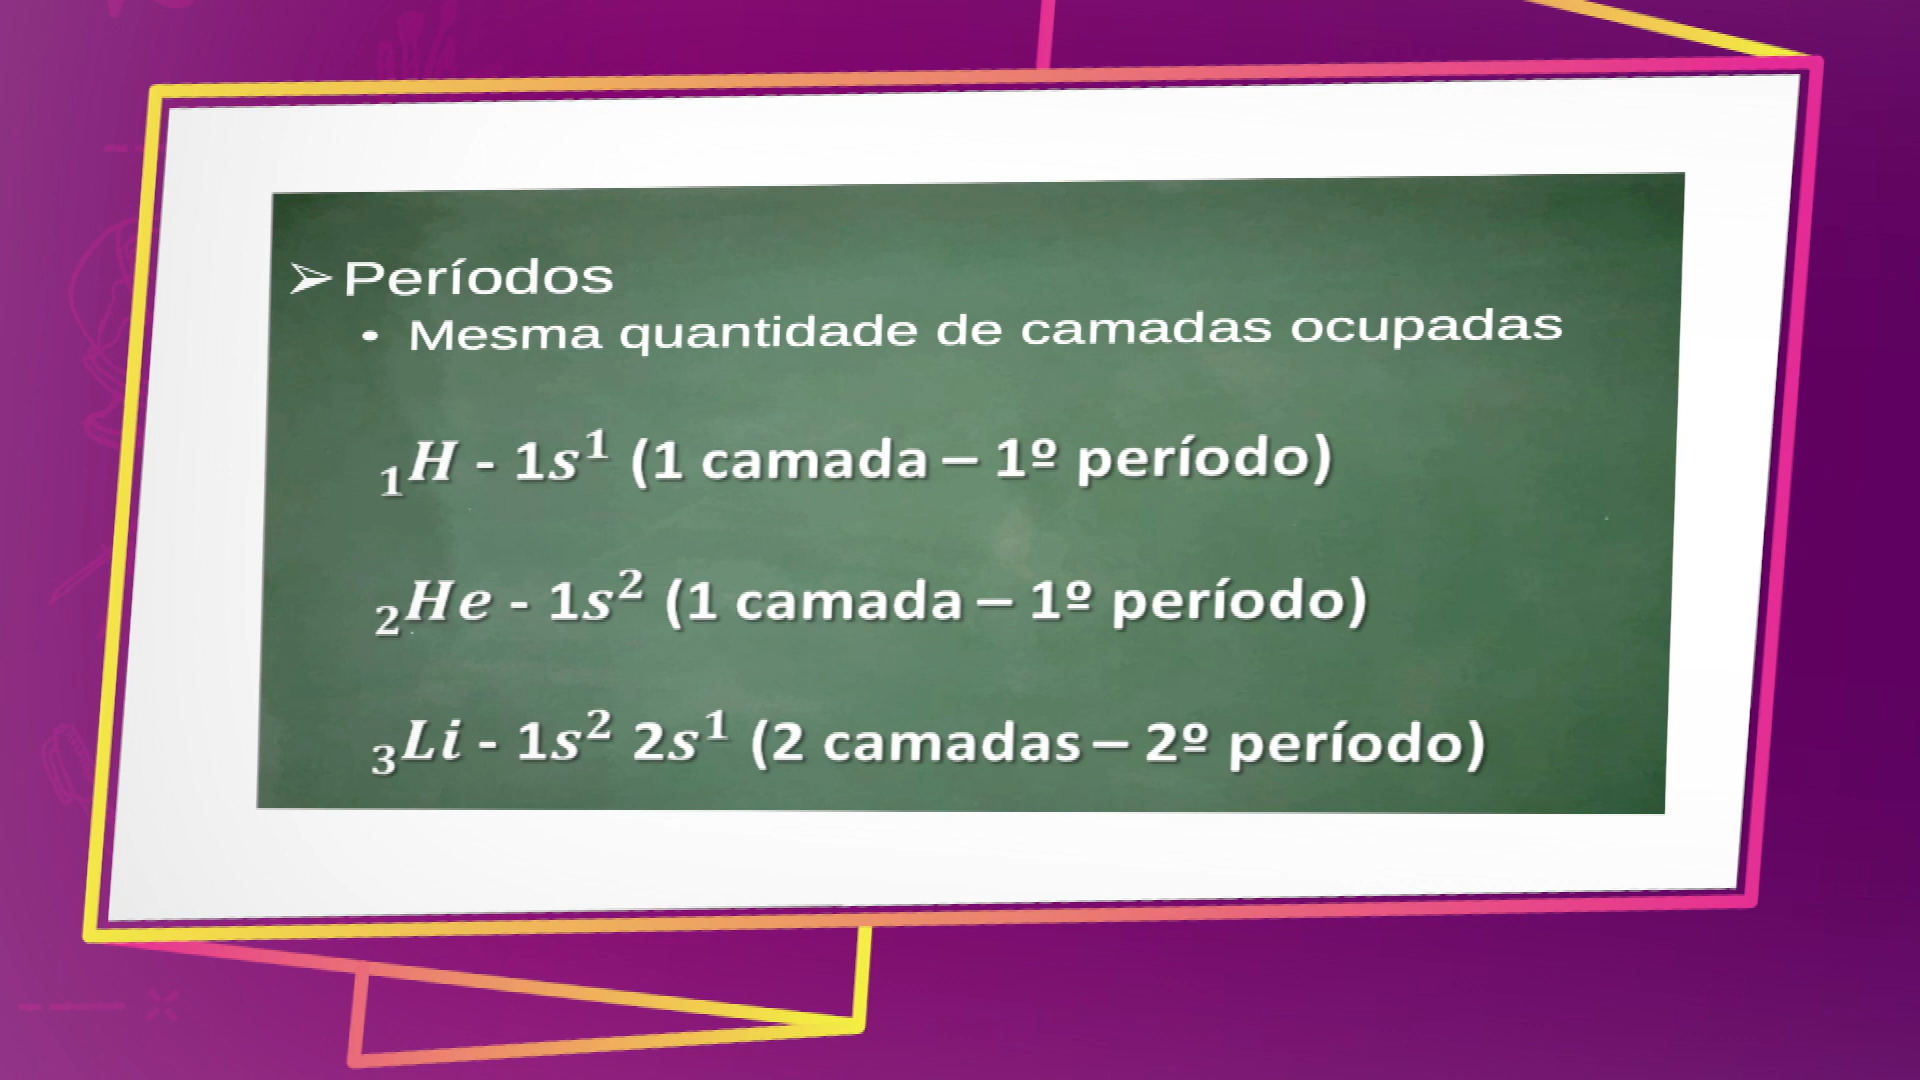 ➢ Períodos
• Mesma quantidade de camadas ocupadas
₁H - 1s¹ (1 camada – 1º período)
₂He - 1s² (1 camada – 1º período)
₃Li - 1s² 2s¹ (2 camadas – 2º período)